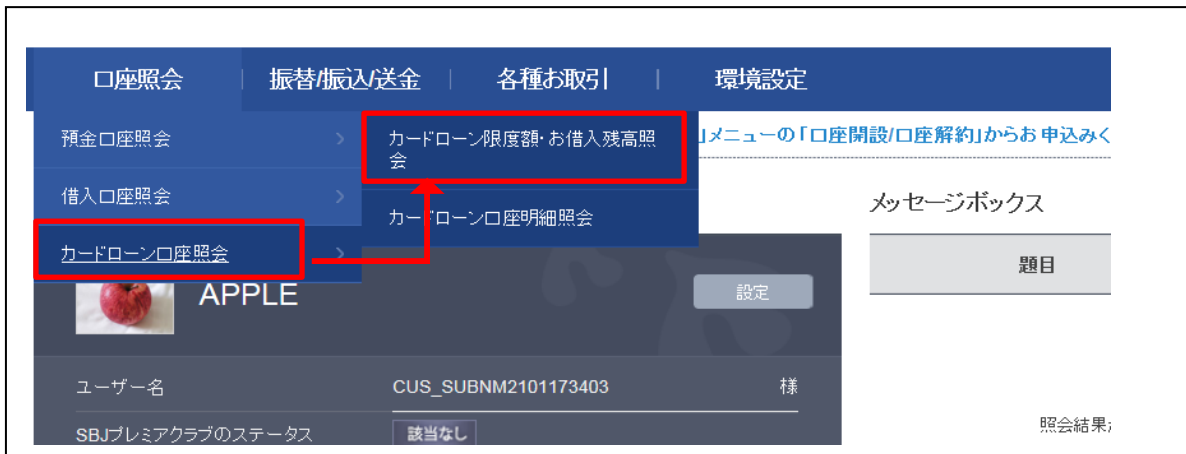 口座照会 振替/振込/送金 各種お取引 環境設定
預金口座照会
カードローン限度額・お借入残高照
会
」メニューの「口座開設/口座解約」からお申込みく
借入口座照会
カードローン口座明細照会
メッセージボックス
カードローン口座照会
題目
APPLE
設定
ユーザー名 CUS_SUBNM2101173403 様
SBJプレミアクラブのステータス 該当なし
照会結果